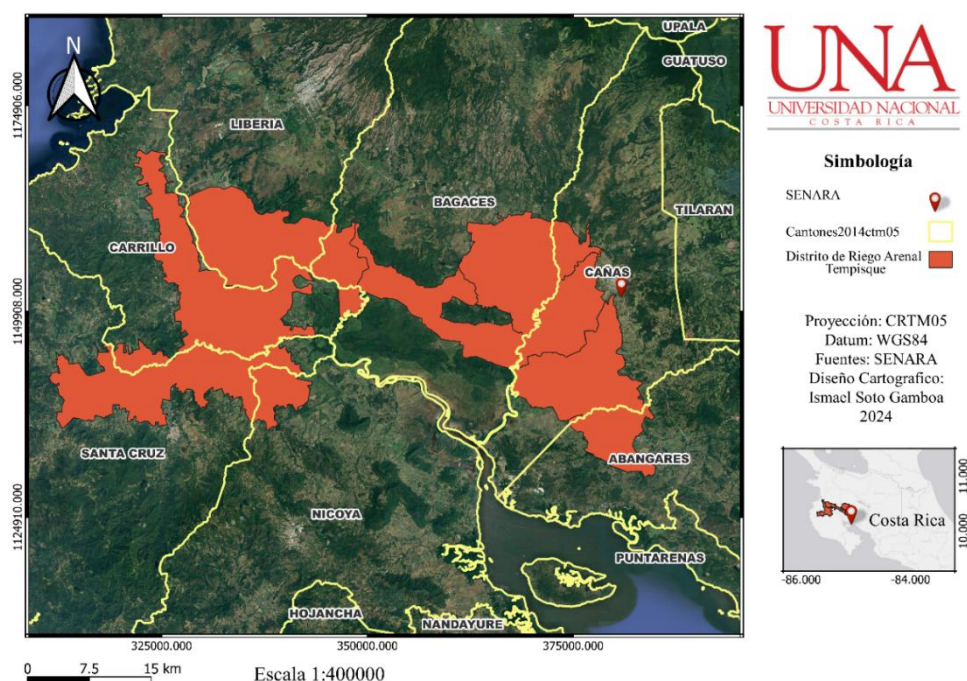 N
UPALA
GUATUSO
LIBERIA
BAGACES
TILARAN
CARRILLO
CAÑAS
SANTA CRUZ
ABANGARES
NICOYA
PUNTARENAS
HOJANCHA
NANDAYURE
1174906.000
1149908.000
1124910.000
325000.000
350000.000
375000.000
0 7.5 15 km
Escala 1:400000
UNA
UNIVERSIDAD NACIONAL
COSTA RICA
Simbología
SENARA
Cantones2014ctm05
Distrito de Riego Arenal
Tempisque
Proyección: CRTM05
Datum: WGS84
Fuentes: SENARA
Diseño Cartografico:
Ismael Soto Gamboa
2024
Costa Rica
11.000
10.000
-86.000
-84.000